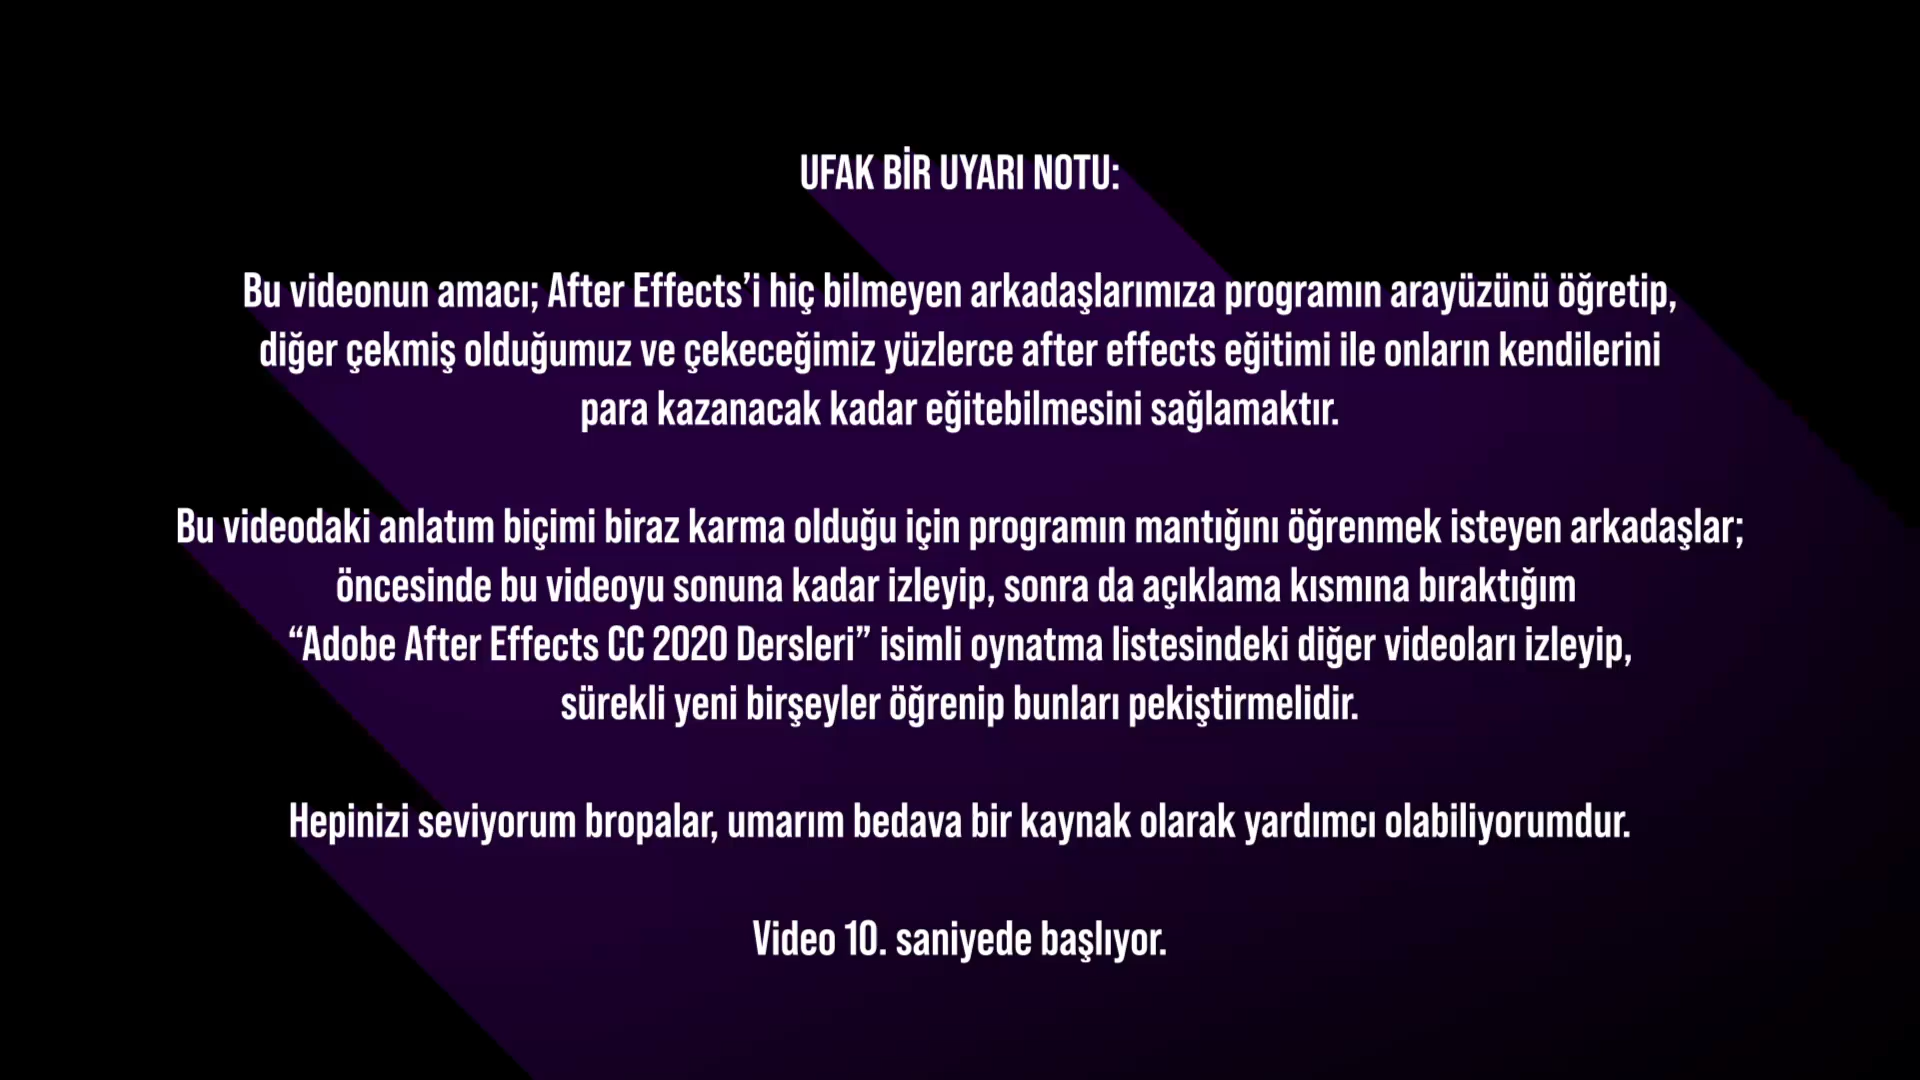 UFAK BİR UYARI NOTU:
Bu videonun amacı; After Effects’i hiç bilmeyen arkadaşlarımıza programın arayüzünü öğretip,
diğer çekmiş olduğumuz ve çekeceğimiz yüzlerce after effects eğitimi ile onların kendilerini
para kazanacak kadar eğitebilmesini sağlamaktır.
Bu videodaki anlatım biçimi biraz karma olduğu için programın mantığını öğrenmek isteyen arkadaşlar;
öncesinde bu videoyu sonuna kadar izleyip, sonra da açıklama kısmına bıraktığım
“Adobe After Effects CC 2020 Dersleri” isimli oynatma listesindeki diğer videoları izleyip,
sürekli yeni birşeyler öğrenip bunları pekiştirmelidir.
Hepinizi seviyorum bropalar, umarım bedava bir kaynak olarak yardımcı olabiliyorumdur.
Video 10. saniyede başlıyor.